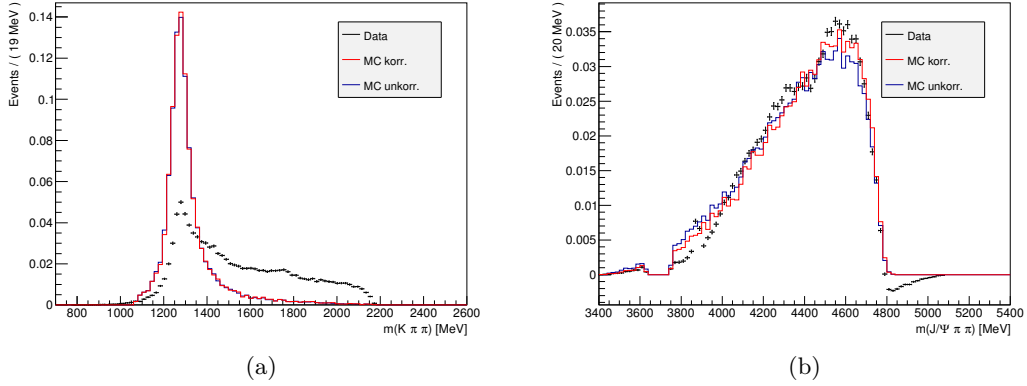 Events / ( 19 MeV )
0.14
0.12
0.1
0.08
0.06
0.04
0.02
0
Data
MC korr.
MC unkorr.
800 1000 1200 1400 1600 1800 2000 2200 2400 2600
m(K π π) [MeV]
(a)
Events / ( 20 MeV )
0.035
0.03
0.025
0.02
0.015
0.01
0.005
0
Data
MC korr.
MC unkorr.
3400 3600 3800 4000 4200 4400 4600 4800 5000 5200 5400
m(J/Ψ π π) [MeV]
(b)